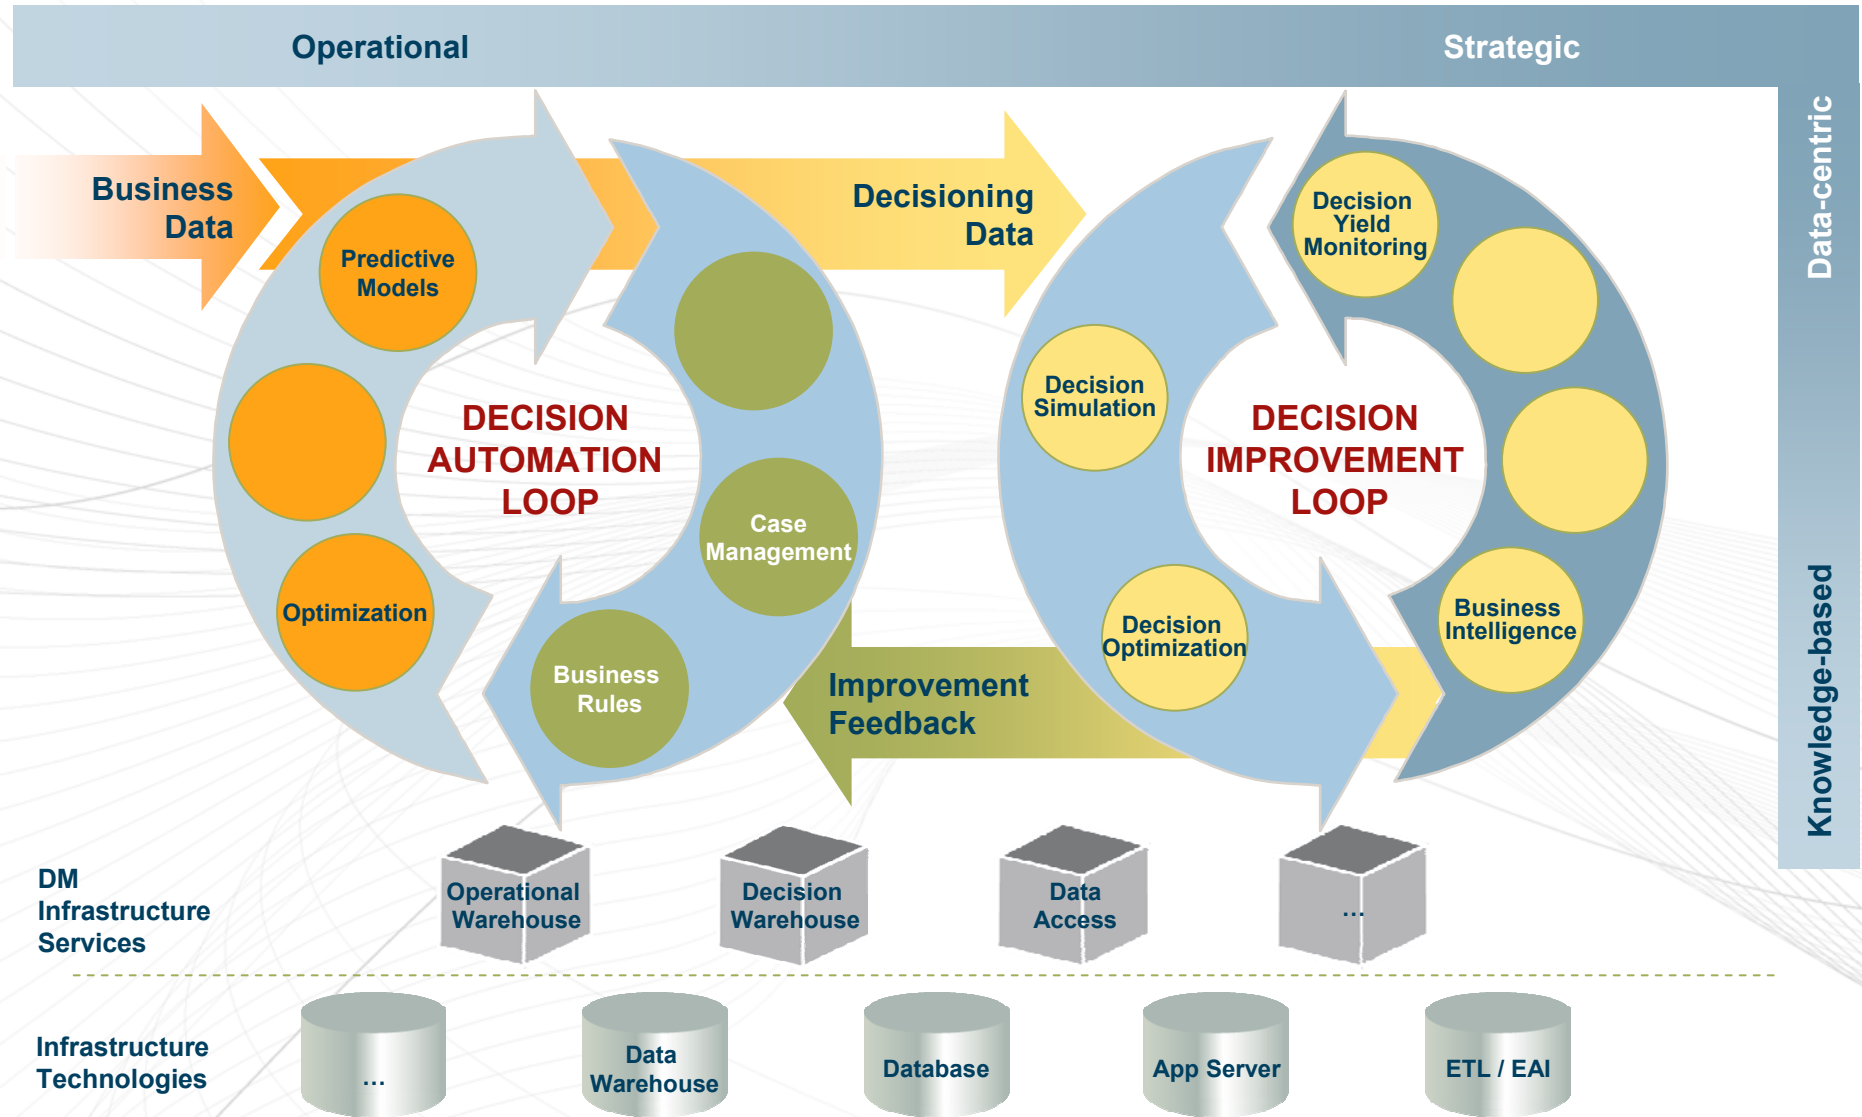 Operational
Strategic
Data-centric
Knowledge-based
Business
Data
Decisioning
Data
Predictive
Models
Optimization
DECISION
AUTOMATION
LOOP
Case
Management
Business
Rules
Decision
Yield
Monitoring
Decision
Simulation
DECISION
IMPROVEMENT
LOOP
Decision
Optimization
Business
Intelligence
Improvement
Feedback
DM
Infrastructure
Services
Operational
Warehouse
Decision
Warehouse
Data
Access
...
Infrastructure
Technologies
...
Data
Warehouse
Database
App Server
ETL / EAI